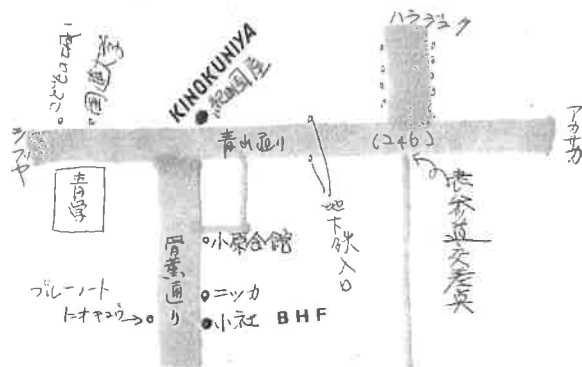 ハラジュク
こどもの城
国連大学
KINOKUNIYA
紀ノ国屋
シブヤ
青山通り
(246)
アカサカ
青学
骨董通り
小原会館
地下鉄入口
表参道交差点
ブルーノート
トオキョウ
ニッカ
小社 BHF